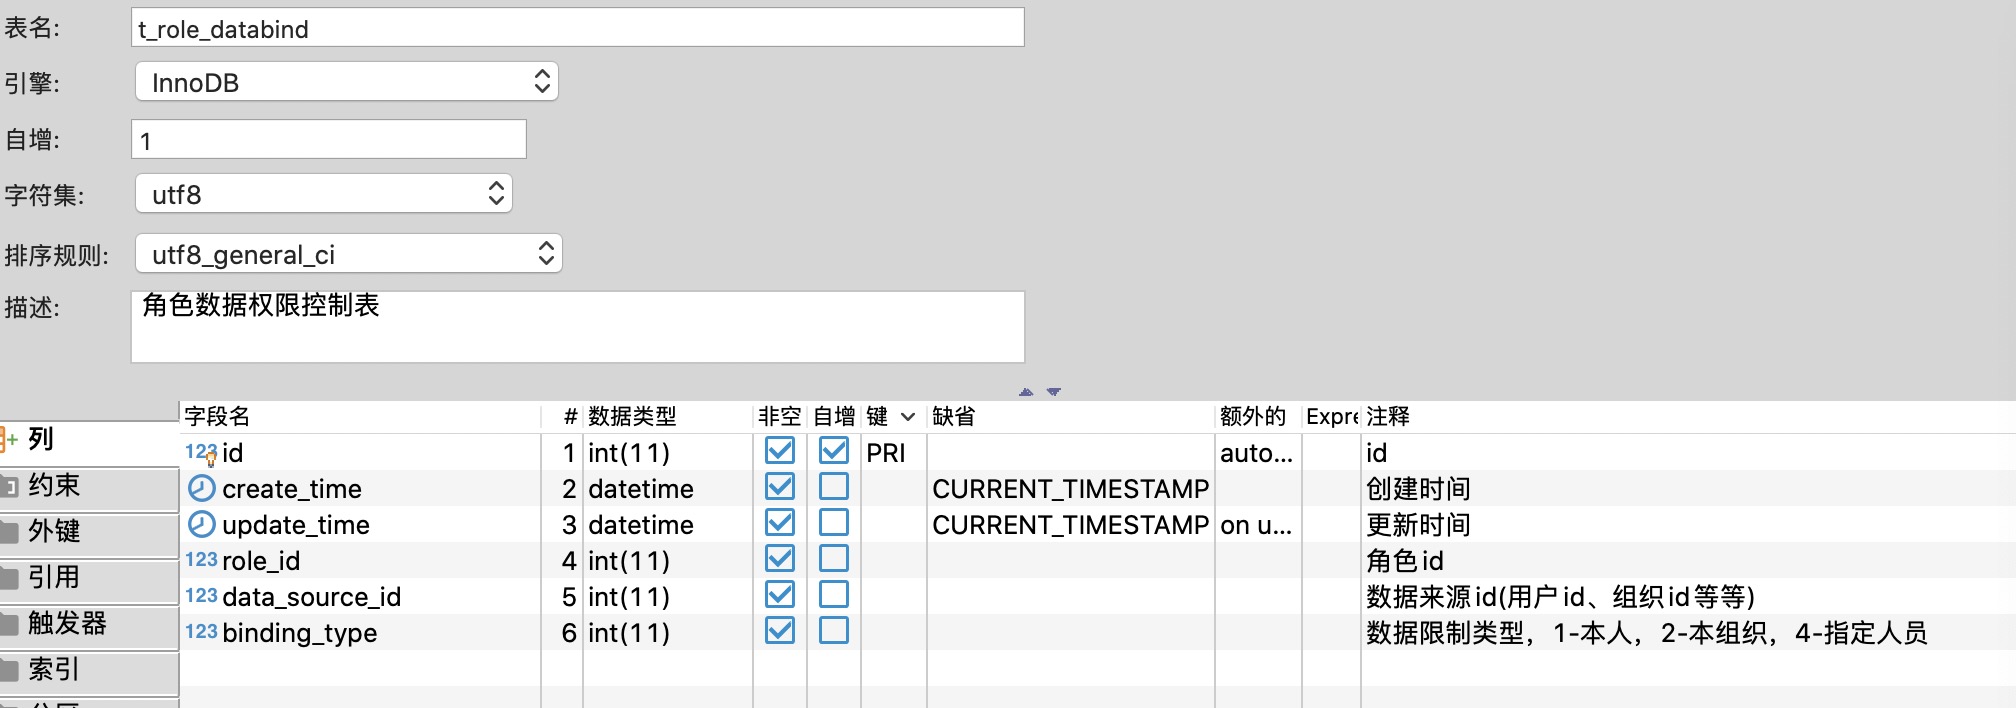 表名: t_role_databind
引擎: InnoDB
自增: 1
字符集: utf8
排序规则: utf8_general_ci
描述: 角色数据权限控制表
列
约束
外键
引用
触发器
索引
字段名 # 数据类型 非空 自增 键 缺省 额外的 Expre 注释
123 id 1 int(11) PRI auto... id
create_time 2 datetime CURRENT_TIMESTAMP 创建时间
update_time 3 datetime CURRENT_TIMESTAMP on u... 更新时间
123 role_id 4 int(11) 角色id
123 data_source_id 5 int(11) 数据来源id(用户id、组织id等等)
123 binding_type 6 int(11) 数据限制类型，1-本人，2-本组织，4-指定人员